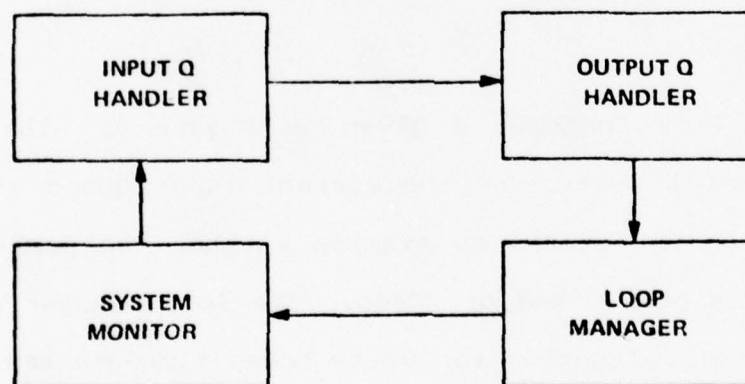 INPUT Q
HANDLER
OUTPUT Q
HANDLER
SYSTEM
MONITOR
LOOP
MANAGER